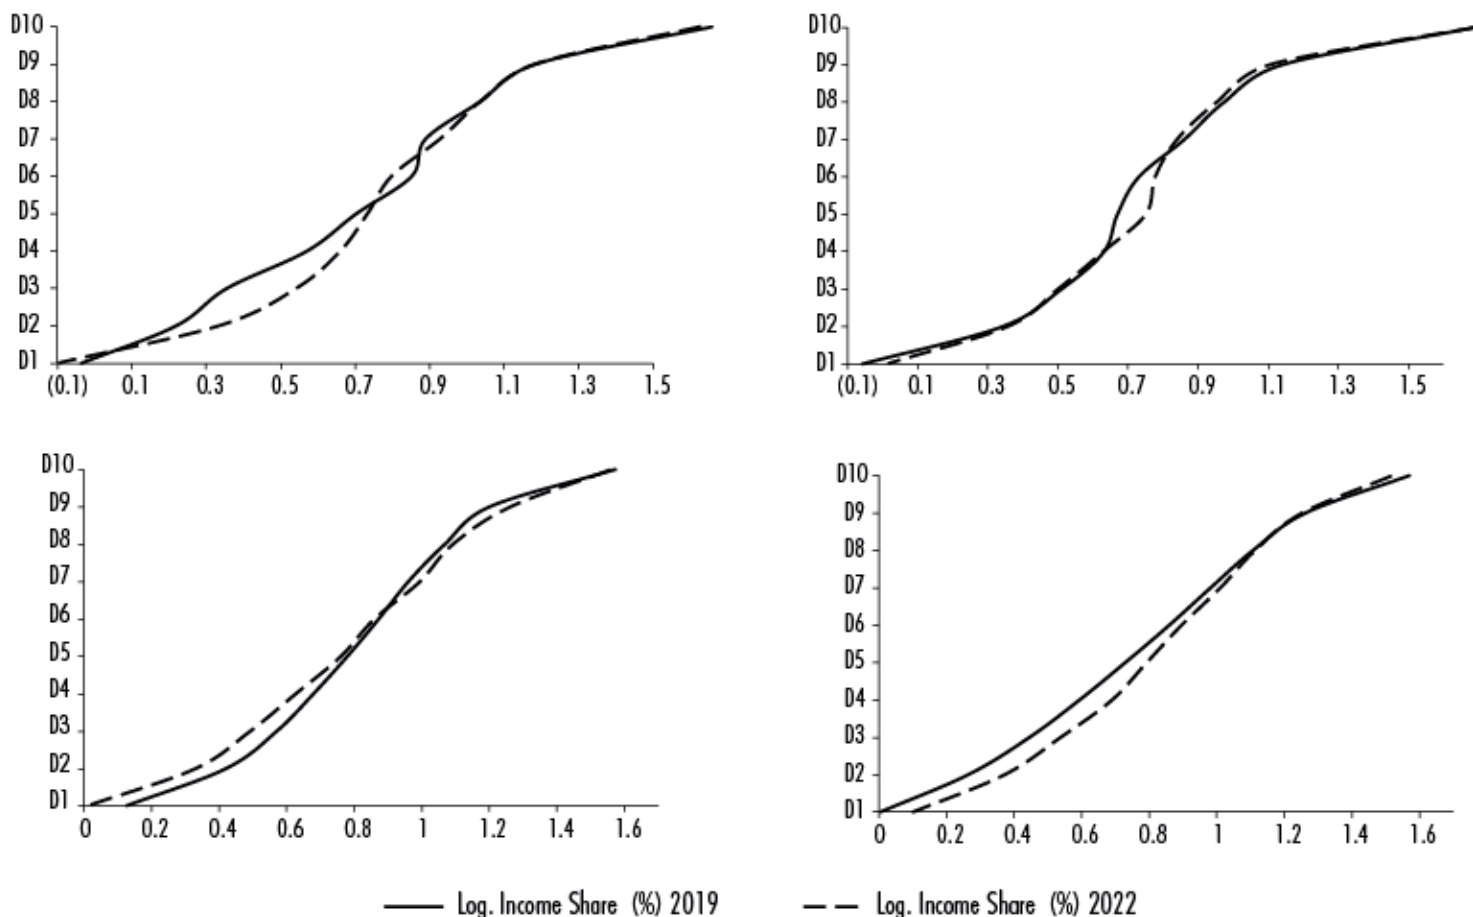 D10
D9
D8
D7
D6
D5
D4
D3
D2
D1
(0.1) 0.1 0.3 0.5 0.7 0.9 1.1 1.3 1.5
D10
D9
D8
D7
D6
D5
D4
D3
D2
D1
(0.1) 0.1 0.3 0.5 0.7 0.9 1.1 1.3 1.5
D10
D9
D8
D7
D6
D5
D4
D3
D2
D1
0 0.2 0.4 0.6 0.8 1 1.2 1.4 1.6
D10
D9
D8
D7
D6
D5
D4
D3
D2
D1
0 0.2 0.4 0.6 0.8 1 1.2 1.4 1.6
Log. Income Share (%) 2019 Log. Income Share (%) 2022